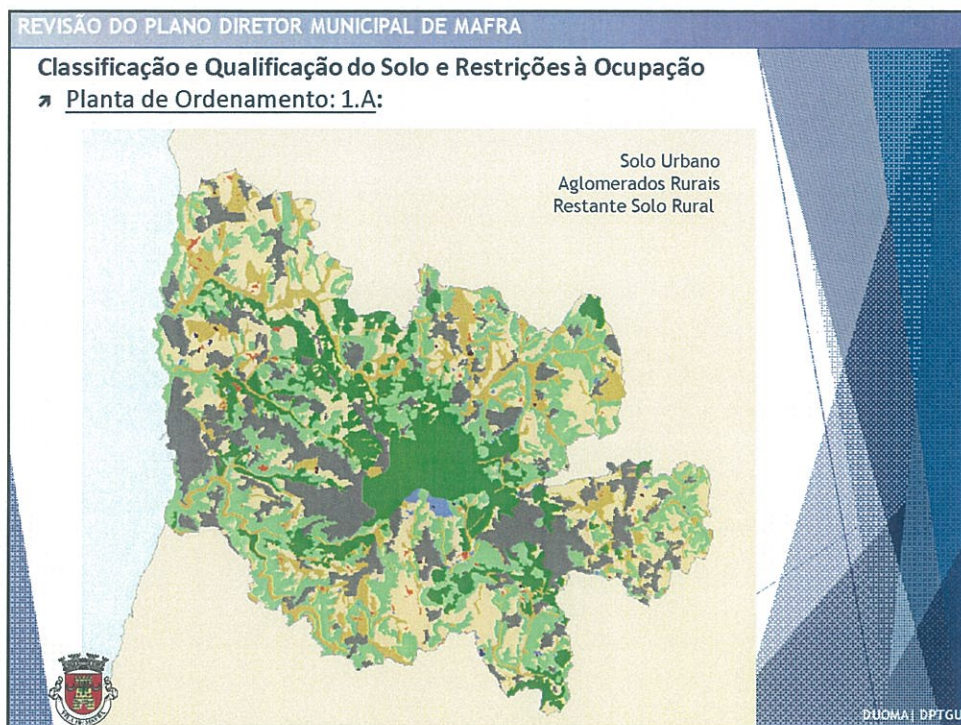 REVISÃO DO PLANO DIRETOR MUNICIPAL DE MAFRA
Classificação e Qualificação do Solo e Restrições à Ocupação
Planta de Ordenamento: 1.A:
Solo Urbano
Aglomerados Rurais
Restante Solo Rural
DUOMA| DPTGU